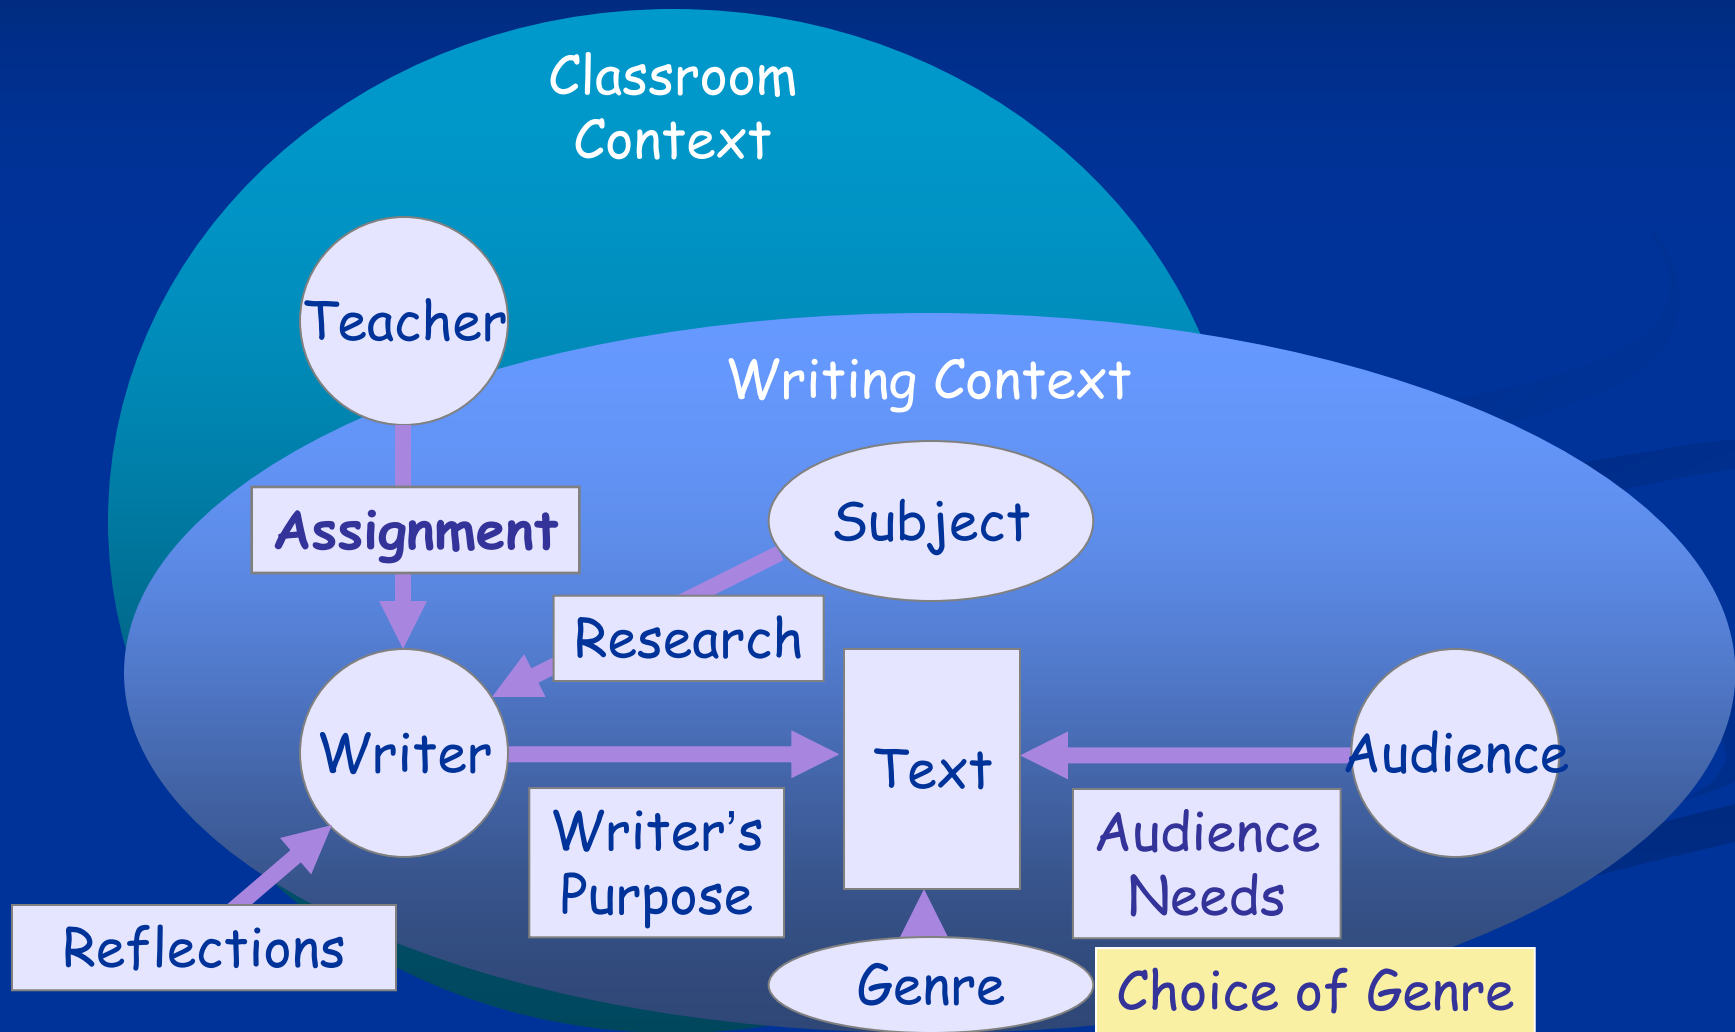 Classroom
Context
Teacher
Writing Context
Assignment
Subject
Research
Writer
Text
Audience
Writer’s
Purpose
Audience
Needs
Reflections
Genre
Choice of Genre